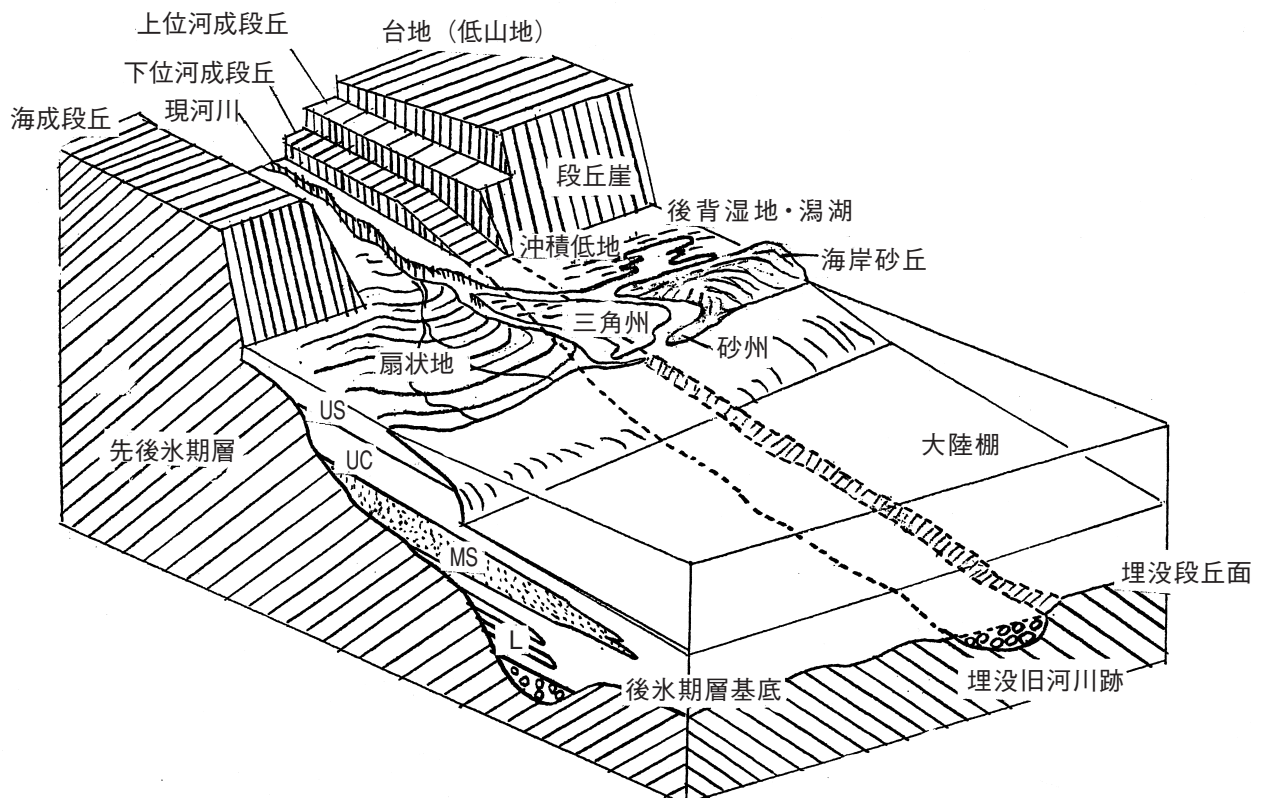 上位河成段丘
台地（低山地）
下位河成段丘
現河川
海成段丘
段丘崖
後背湿地・潟湖
沖積低地
海岸砂丘
三角州
砂州
扇状地
US
先後氷期層
UC
大陸棚
MS
埋没段丘面
L
後氷期層基底
埋没旧河川跡